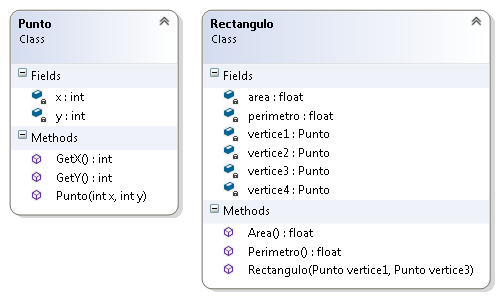 Punto
Class
Fields
x : int
y : int
Methods
GetX() : int
GetY() : int
Punto(int x, int y)
Rectangulo
Class
Fields
area : float
perimetro : float
vertice1 : Punto
vertice2 : Punto
vertice3 : Punto
vertice4 : Punto
Methods
Area() : float
Perimetro() : float
Rectangulo(Punto vertice1, Punto vertice3)